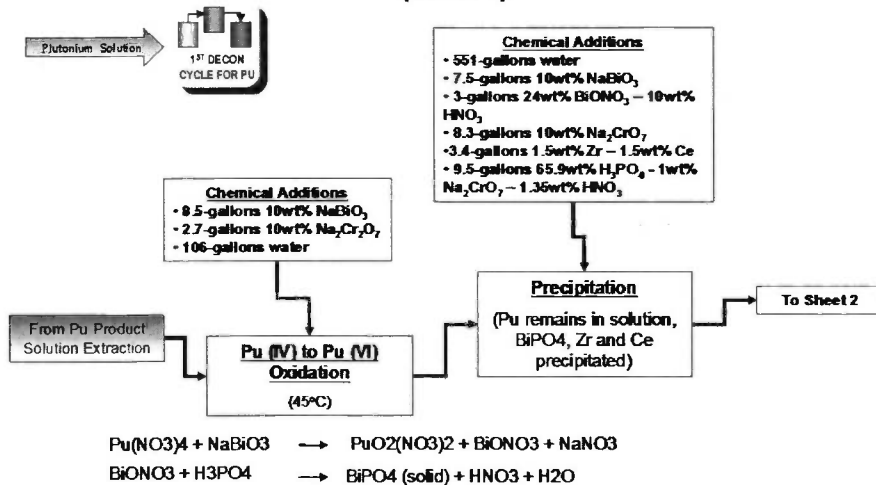 Plutonium Solution
1ST DECON
CYCLE FOR PU
Chemical Additions
• 551-gallons water
• 7.5-gallons 10wt% NaBiO3
• 3-gallons 24wt% BiONO3 – 10wt%
HNO3
• 8.3-gallons 10wt% Na2CrO7
•3.4-gallons 1.5wt% Zr – 1.5wt% Ce
• 9.5-gallons 65.9wt% H3PO4 - 1wt%
Na2CrO7 – 1.35wt% HNO3
Chemical Additions
• 8.5-gallons 10wt% NaBiO3
• 2.7-gallons 10wt% Na2Cr2O7
• 106-gallons water
From Pu Product
Solution Extraction
Pu (IV) to Pu (VI)
Oxidation
(45°C)
Precipitation
(Pu remains in solution,
BiPO4, Zr and Ce
precipitated)
To Sheet 2
Pu(NO3)4 + NaBiO3 → PuO2(NO3)2 + BiONO3 + NaNO3
BiONO3 + H3PO4 → BiPO4 (solid) + HNO3 + H2O